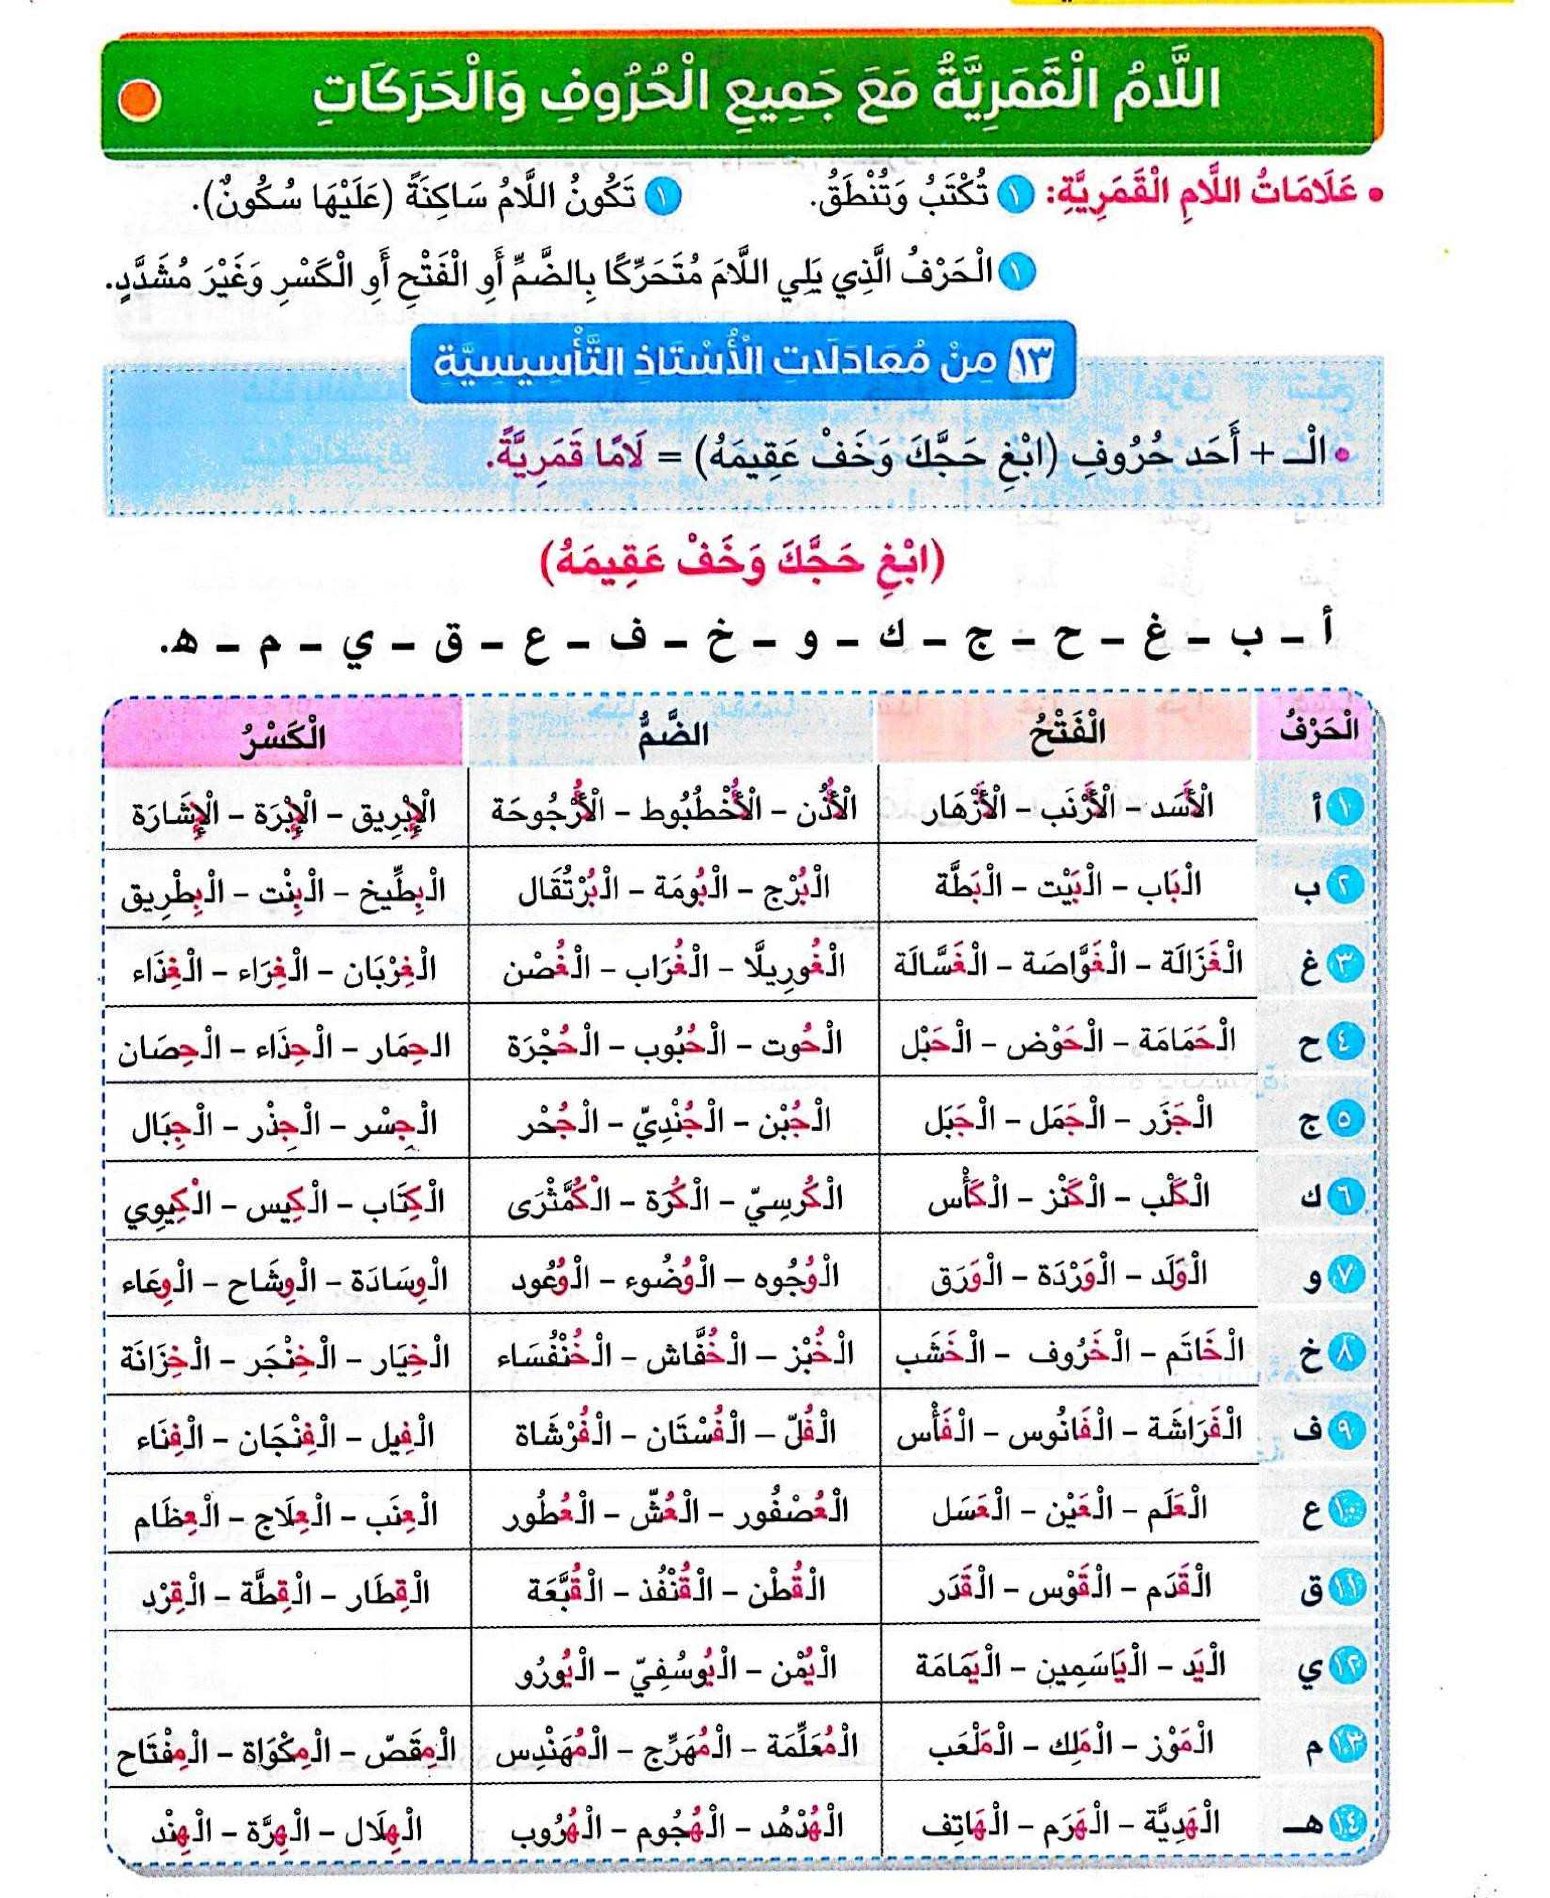 اللَّامُ الْقَمَرِيَّةُ مَعَ جَمِيعِ الْحُرُوفِ وَالْحَرَكَاتِ
• عَلَامَاتُ اللَّامِ الْقَمَرِيَّةِ: ١ تُكْتَبُ وَتُنْطَقُ. ١ تَكُونُ اللَّامُ سَاكِنَةً (عَلَيْهَا سُكُونٌ).
١ الْحَرْفُ الَّذِي يَلِي اللَّامَ مُتَحَرِّكًا بِالضَّمِّ أَوِ الْفَتْحِ أَوِ الْكَسْرِ وَغَيْرَ مُشَدَّدٍ.
١٣ مِنْ مُعَادَلَاتِ الْأُسْتَاذِ التَّأْسِيسِيَّةِ
• الْـ + أَحَد حُرُوفِ (ابْغِ حَجَّكَ وَخَفْ عَقِيمَهُ) = لَامًا قَمَرِيَّةً.
(ابْغِ حَجَّكَ وَخَفْ عَقِيمَهُ)
أ – ب – غ – ح – ج – ك – و – خ – ف – ع – ق – ي – م – ه.
الْحَرْفُ الْفَتْحُ الضَّمُّ الْكَسْرُ
١ أ الْأَسَد – الْأَرْنَب – الْأَزْهَار الْأُذُن – الْأُخْطُبُوط – الْأُرْجُوحَة الْإِبْرِيق – الْإِبْرَة – الْإِشَارَة
٢ ب الْبَاب – الْبَيْت – الْبَطَّة الْبُرْج – الْبُومَة – الْبُرْتُقَال الْبِطِّيخ – الْبِنْت – الْبِطْرِيق
٣ غ الْغَزَالَة – الْغَوَّاصَة – الْغَسَّالَة الْغُورِيلَّا – الْغُرَاب – الْغُصْن الْغِرْبَان – الْغِرَاء – الْغِذَاء
٤ ح الْحَمَامَة – الْحَوْض – الْحَبْل الْحُوت – الْحُبُوب – الْحُجْرَة الحِمَار – الْحِذَاء – الْحِصَان
٥ ج الْجَزَر – الْجَمَل – الْجَبَل الْجُبْن – الْجُنْدِيّ – الْجُحْر الْجِسْر – الْجِذْر – الْجِبَال
٦ ك الْكَلْب – الْكَنْز – الْكَأْس الْكُرسِيّ – الْكُرَة – الْكُمَّثْرَى الْكِتَاب – الْكِيس – الْكِيوِي
٧ و الْوَلَد – الْوَرْدَة – الْوَرَق الْوُجُوه – الْوُضُوء – الْوُعُود الْوِسَادَة – الْوِشَاح – الْوِعَاء
٨ خ الْخَاتَم – الْخَرُوف – الْخَشَب الْخُبْز – الْخُفَّاش – الْخُنْفُسَاء الْخِيَار – الْخِنْجَر – الْخِزَانَة
٩ ف الْفَرَاشَة – الْفَانُوس – الْفَأْس الْفُلّ – الْفُسْتَان – الْفُرْشَاة الْفِيل – الْفِنْجَان – الْفِنَاء
١٠ ع الْعَلَم – الْعَيْن – الْعَسَل الْعُصْفُور – الْعُشّ – الْعُطُور الْعِنَب – الْعِلَاج – الْعِظَام
١١ ق الْقَدَم – الْقَوْس – الْقَدَر الْقُطْن – الْقُنْفُذ – الْقُبَّعَة الْقِطَار – الْقِطَّة – الْقِرْد
١٢ ي الْيَد – الْيَاسَمِين – الْيَمَامَة الْيُمْن – الْيُوسُفِيّ – الْيُورُو
١٣ م الْمَوْز – الْمَلِك – الْمَلْعَب الْمُعَلِّمَة – الْمُهَرِّج – الْمُهَنْدِس الْمِقَصّ – الْمِكْوَاة – الْمِفْتَاح
١٤ هـ الْهَدِيَّة – الْهَرَم – الْهَاتِف الْهُدْهُد – الْهُجُوم – الْهُرُوب الْهِلَال – الْهِرَّة – الْهِنْد